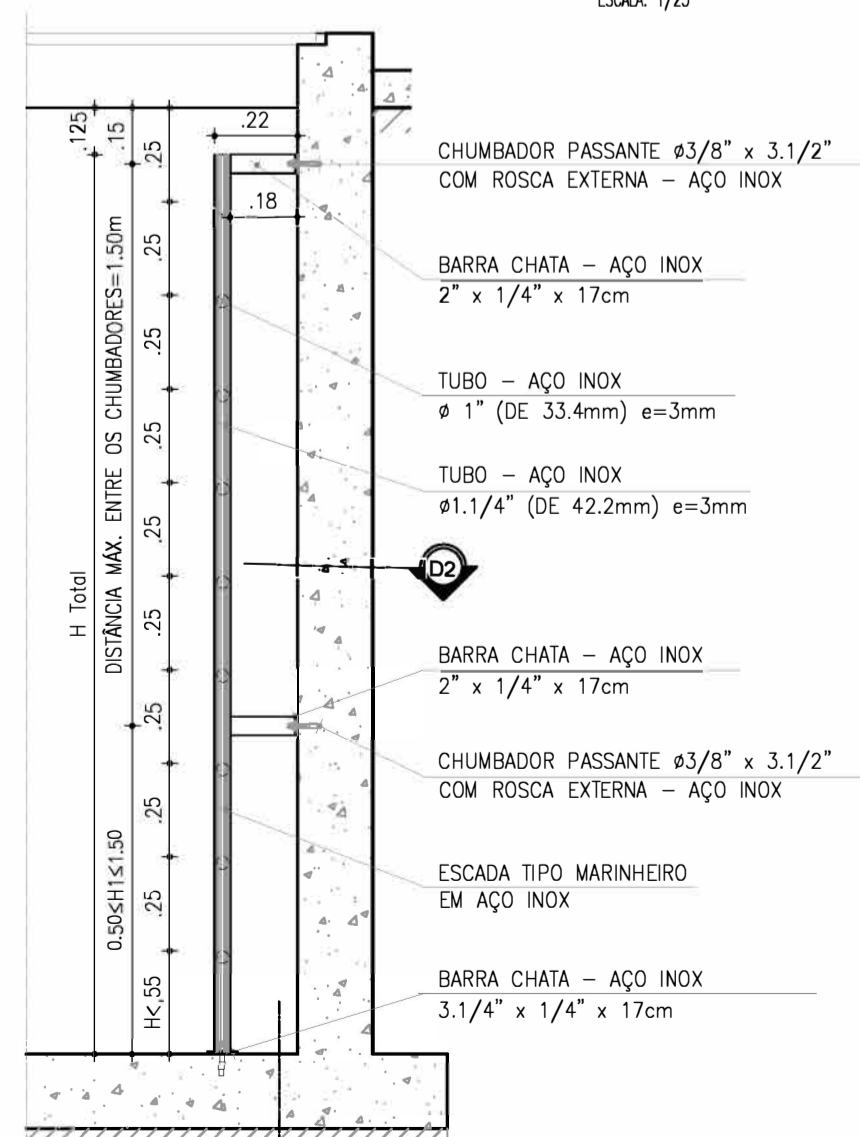 ESCALA: 1/25
.22
.125
.15
.25
CHUMBADOR PASSANTE ø3/8" x 3.1/2"
COM ROSCA EXTERNA – AÇO INOX
.18
.25
BARRA CHATA – AÇO INOX
2" x 1/4" x 17cm
.25
TUBO – AÇO INOX
ø 1" (DE 33.4mm) e=3mm
.25
TUBO – AÇO INOX
ø1.1/4" (DE 42.2mm) e=3mm
.25
DISTÂNCIA MÁX. ENTRE OS CHUMBADORES=1.50m
H Total
D2
.25
BARRA CHATA – AÇO INOX
2" x 1/4" x 17cm
.25
CHUMBADOR PASSANTE ø3/8" x 3.1/2"
COM ROSCA EXTERNA – AÇO INOX
.25
0.50≤H1≤1.50
ESCADA TIPO MARINHEIRO
EM AÇO INOX
.25
BARRA CHATA – AÇO INOX
3.1/4" x 1/4" x 17cm
H<.55